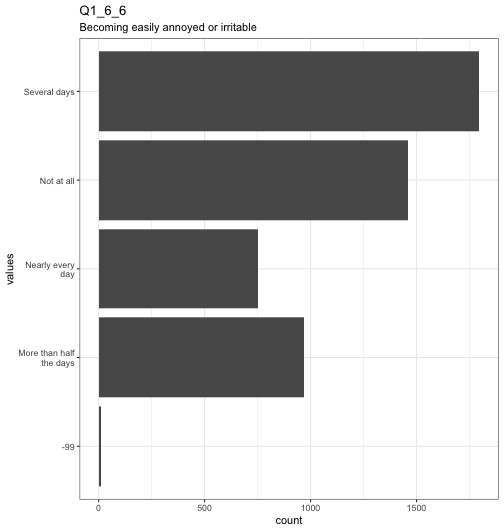 Q1_6_6
Becoming easily annoyed or irritable
values
Several days
Not at all
Nearly every
day
More than half
the days
-99
0 500 1000 1500
count